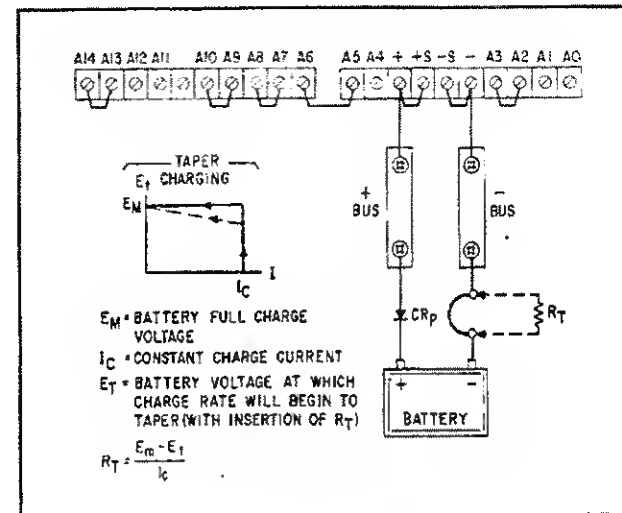 A14 A13 A12 A11 A10 A9 A8 A7 A6 A5 A4 + +S -S - A3 A2 A1 A0
TAPER
CHARGING
Et
EM
I
IC
+
BUS
-
BUS
CRP
RT
+ -
BATTERY
EM = BATTERY FULL CHARGE
VOLTAGE
IC = CONSTANT CHARGE CURRENT
ET = BATTERY VOLTAGE AT WHICH
CHARGE RATE WILL BEGIN TO
TAPER(WITH INSERTION OF RT)
RT = Em - Et
Ic